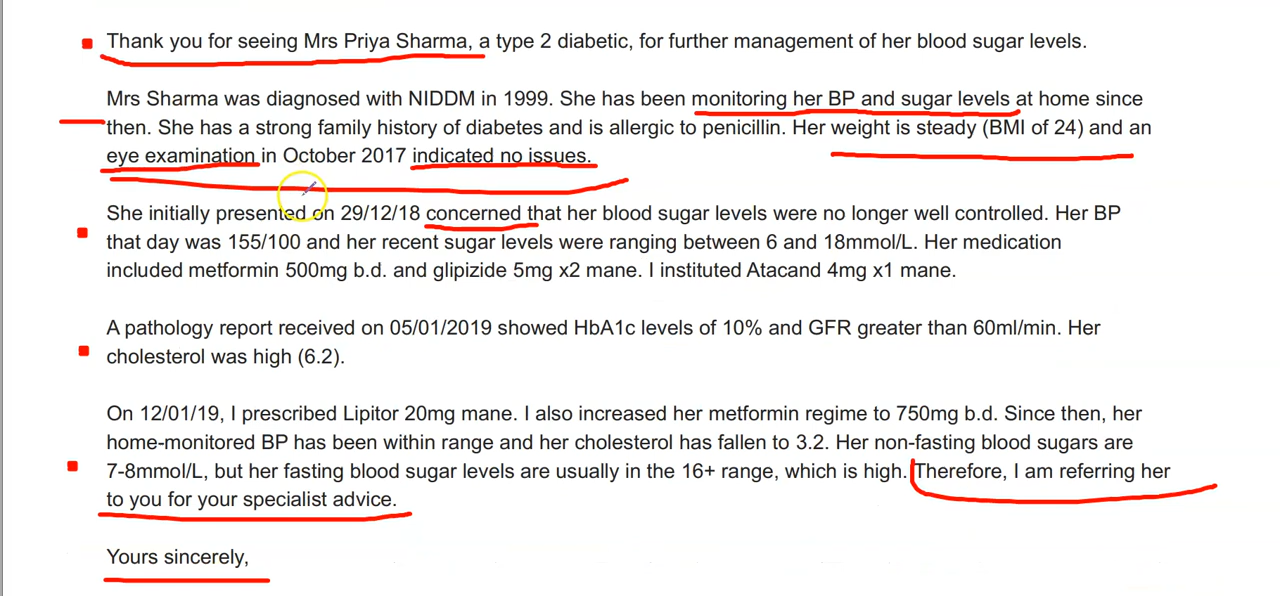 Thank you for seeing Mrs Priya Sharma, a type 2 diabetic, for further management of her blood sugar levels.
Mrs Sharma was diagnosed with NIDDM in 1999. She has been monitoring her BP and sugar levels at home since
then. She has a strong family history of diabetes and is allergic to penicillin. Her weight is steady (BMI of 24) and an
eye examination in October 2017 indicated no issues.
She initially presented on 29/12/18 concerned that her blood sugar levels were no longer well controlled. Her BP
that day was 155/100 and her recent sugar levels were ranging between 6 and 18mmol/L. Her medication
included metformin 500mg b.d. and glipizide 5mg x2 mane. I instituted Atacand 4mg x1 mane.
A pathology report received on 05/01/2019 showed HbA1c levels of 10% and GFR greater than 60ml/min. Her
cholesterol was high (6.2).
On 12/01/19, I prescribed Lipitor 20mg mane. I also increased her metformin regime to 750mg b.d. Since then, her
home-monitored BP has been within range and her cholesterol has fallen to 3.2. Her non-fasting blood sugars are
7-8mmol/L, but her fasting blood sugar levels are usually in the 16+ range, which is high. Therefore, I am referring her
to you for your specialist advice.
Yours sincerely,